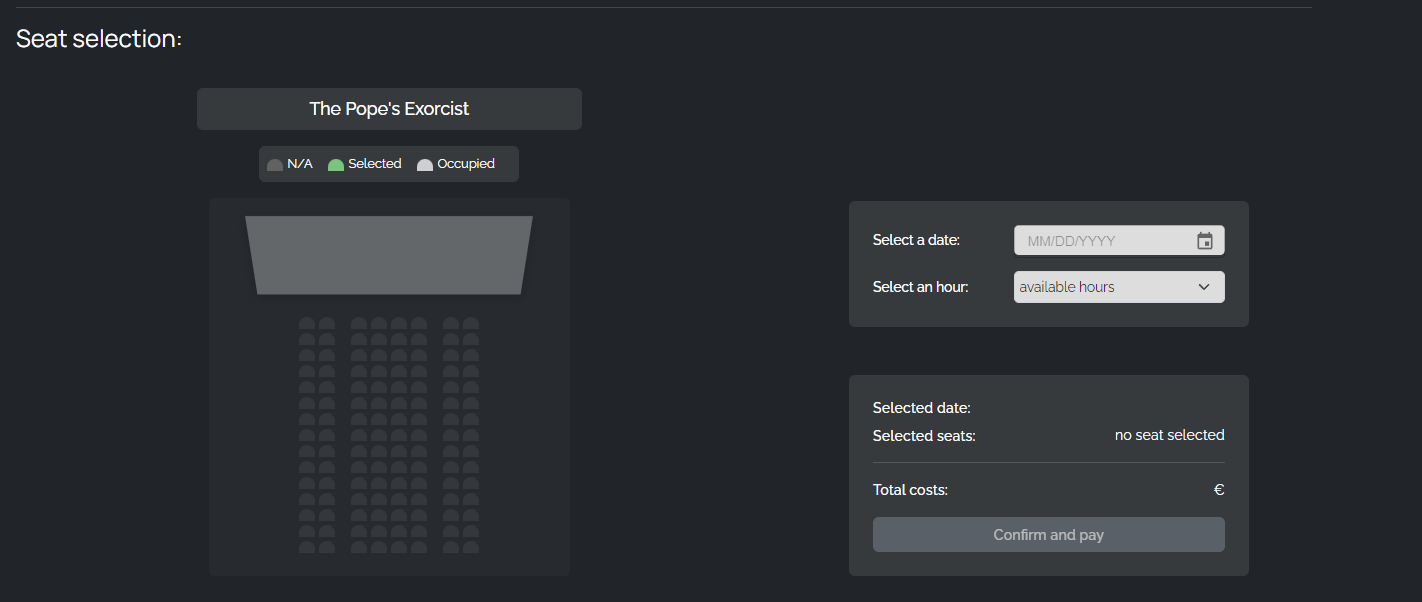 Seat selection:
The Pope's Exorcist
N/A Selected Occupied
Select a date: MM/DD/YYYY
Select an hour: available hours
Selected date:
Selected seats: no seat selected
Total costs: €
Confirm and pay